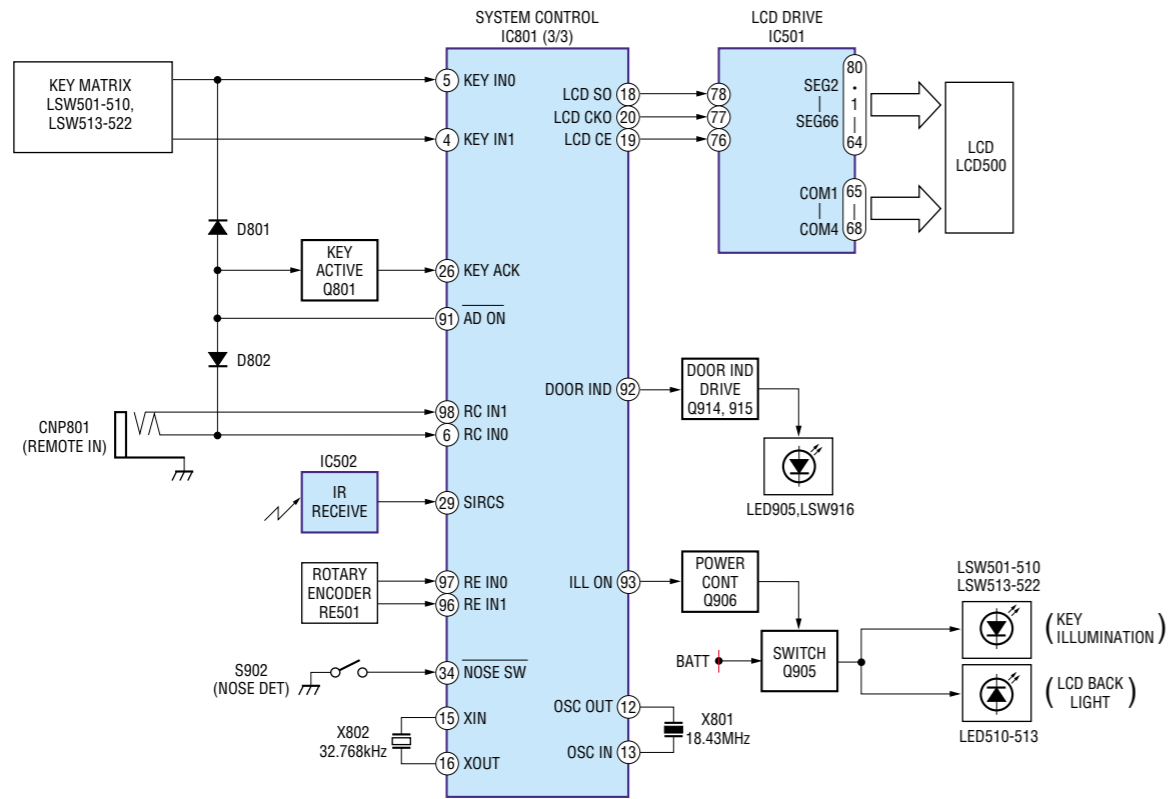 SYSTEM CONTROL
IC801 (3/3)
LCD DRIVE
IC501
KEY MATRIX
LSW501-510,
LSW513-522
5 KEY IN0
4 KEY IN1
LCD SO 18
LCD CKO 20
LCD CE 19
78
77
76
SEG2
|
SEG66
80
•
1
|
64
COM1
|
COM4
65
|
68
LCD
LCD500
D801
KEY
ACTIVE
Q801
26 KEY ACK
91 AD ON
D802
CNP801
(REMOTE IN)
98 RC IN1
6 RC IN0
DOOR IND 92
DOOR IND
DRIVE
Q914, 915
LED905,LSW916
IC502
IR
RECEIVE
29 SIRCS
ROTARY
ENCODER
RE501
97 RE IN0
96 RE IN1
ILL ON 93
POWER
CONT
Q906
BATT
SWITCH
Q905
LSW501-510
LSW513-522
(KEY
ILLUMINATION)
(LCD BACK
LIGHT)
LED510-513
S902
(NOSE DET)
34 NOSE SW
X802
32.768kHz
15 XIN
16 XOUT
OSC OUT 12
OSC IN 13
X801
18.43MHz